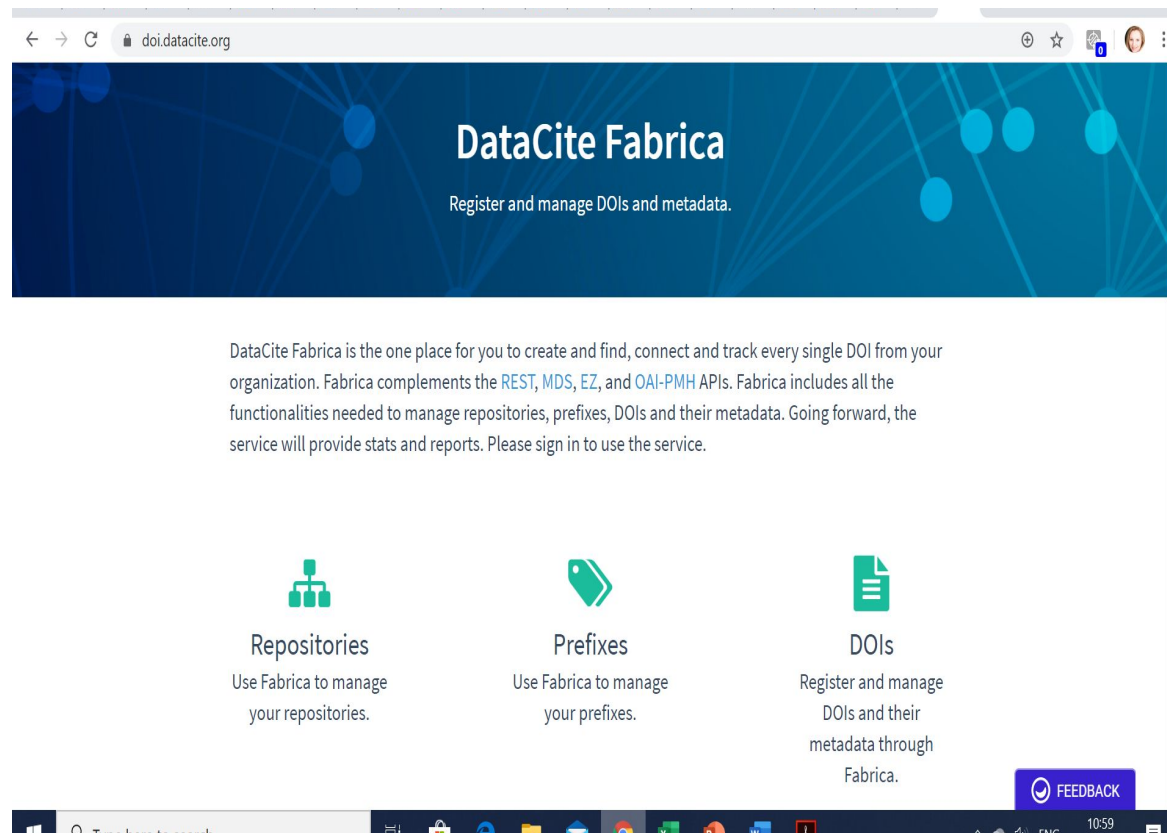 doi.datacite.org
0
DataCite Fabrica
Register and manage DOIs and metadata.
DataCite Fabrica is the one place for you to create and find, connect and track every single DOI from your
organization. Fabrica complements the REST, MDS, EZ, and OAI-PMH APIs. Fabrica includes all the
functionalities needed to manage repositories, prefixes, DOIs and their metadata. Going forward, the
service will provide stats and reports. Please sign in to use the service.
Repositories
Use Fabrica to manage
your repositories.
Prefixes
Use Fabrica to manage
your prefixes.
DOIs
Register and manage
DOIs and their
metadata through
Fabrica.
FEEDBACK
Type here to search
ENG
10:59